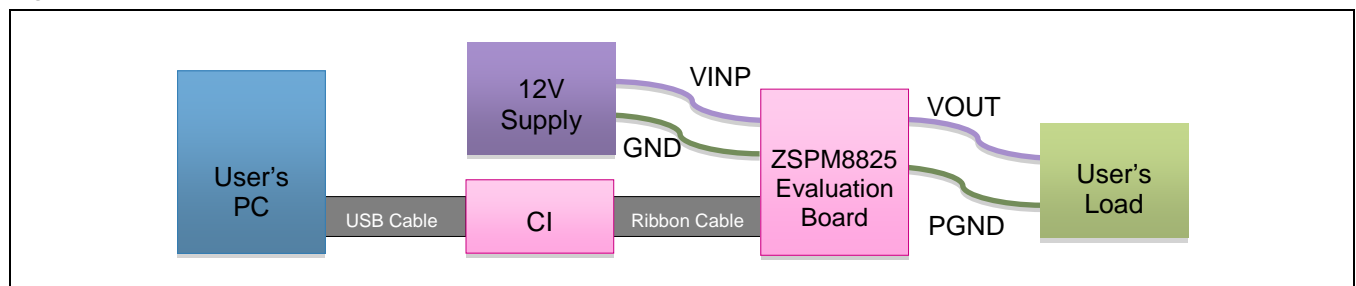 User's
PC
USB Cable
12V
Supply
CI
VINP
GND
Ribbon Cable
ZSPM8825
Evaluation
Board
VOUT
PGND
User's
Load